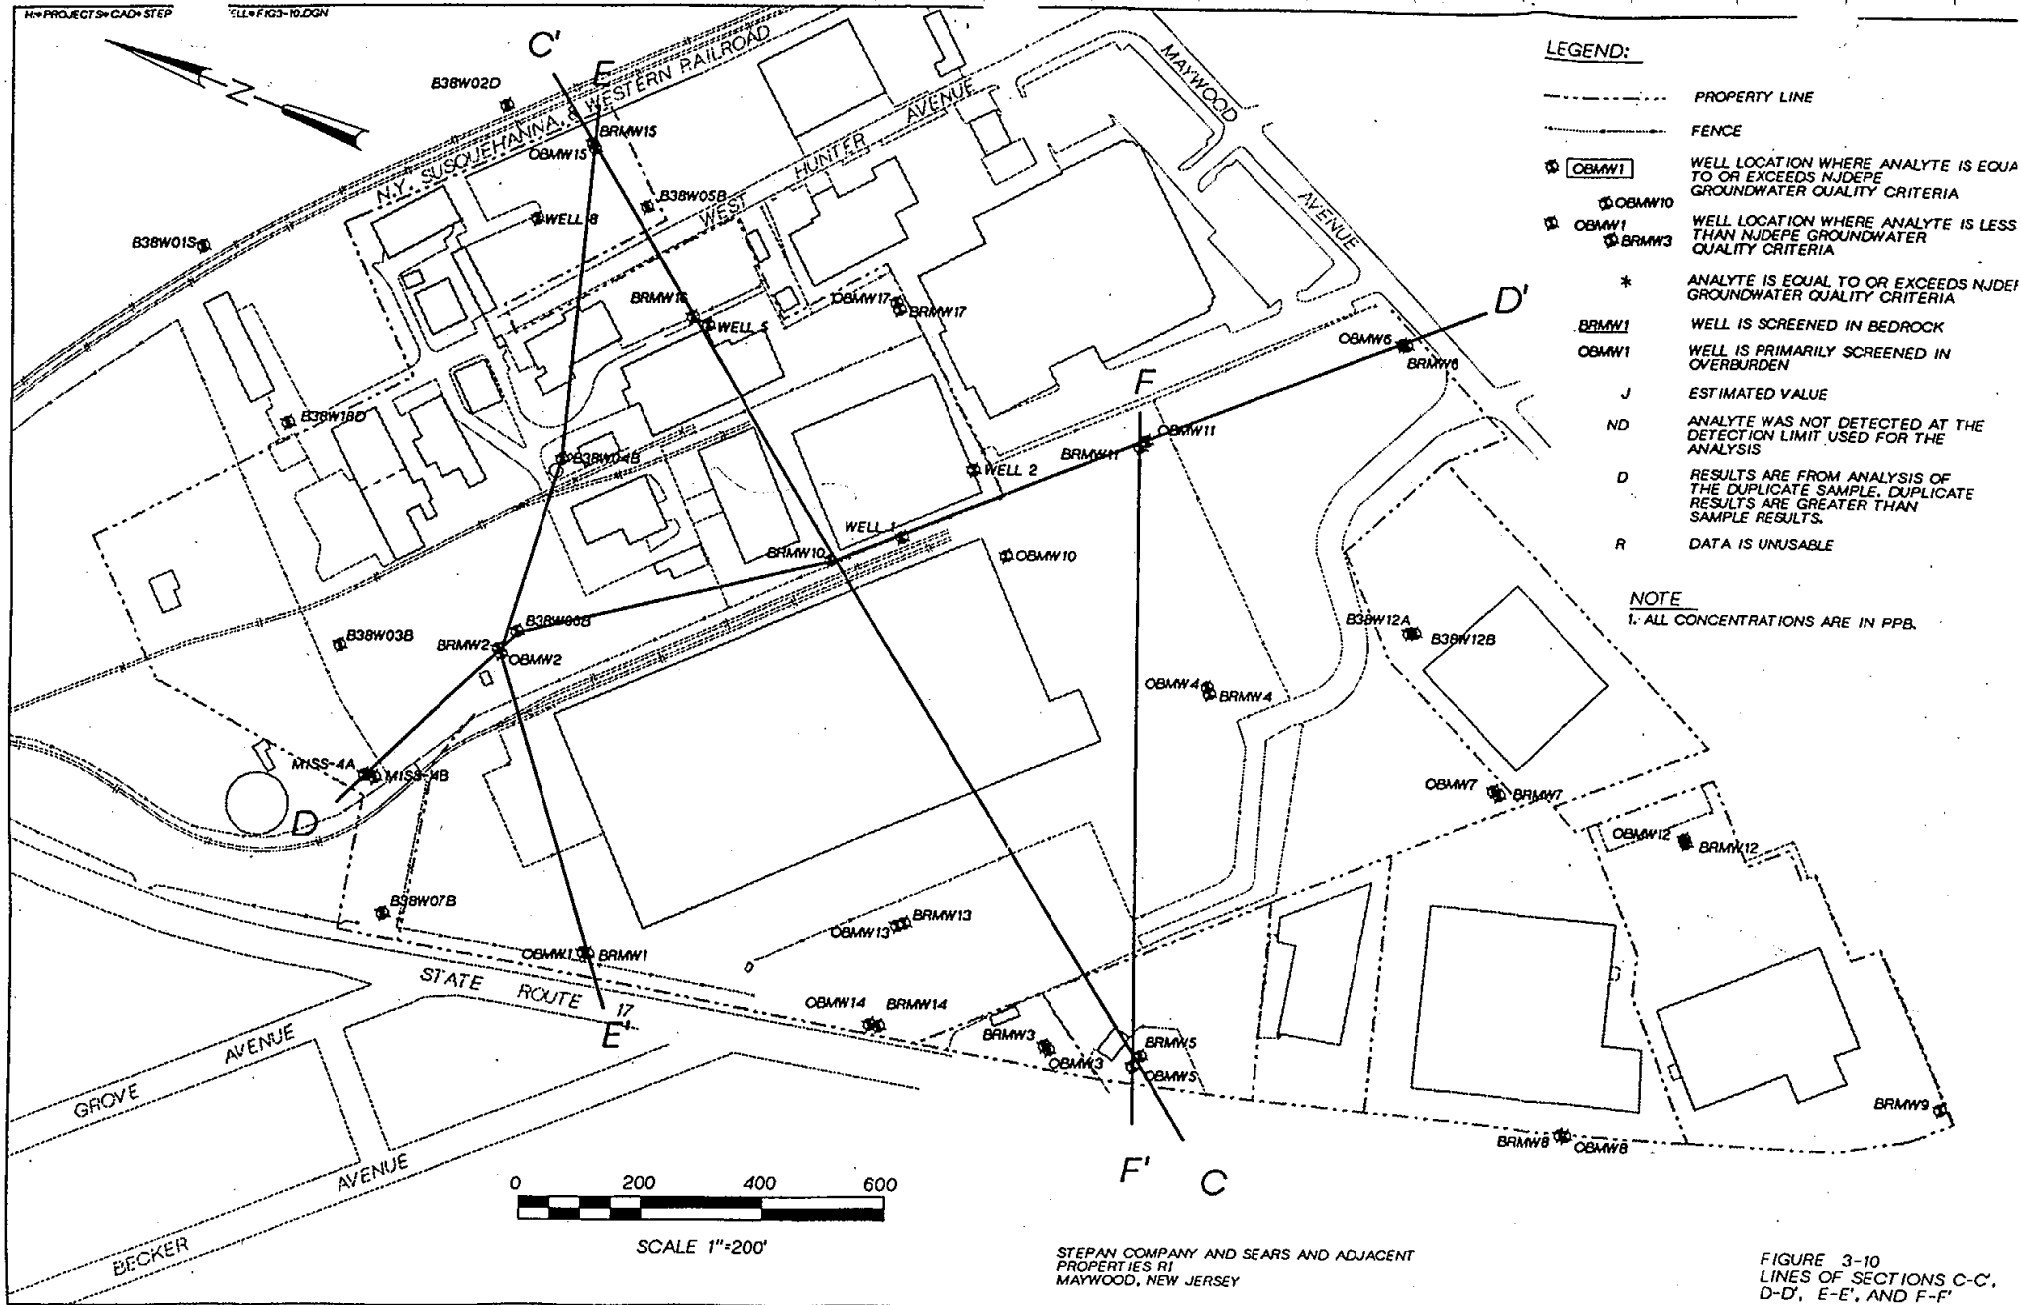 H:•PROJECTS•CAD•STEP
ELL•FIG3-10.DGN
N
C'
E
B38W02D
N.Y. SUSQUEHANNA & WESTERN RAILROAD
BRMW15
OBMW15
B38W05B
WELL 8
B38W01S
WEST HUNTER AVENUE
MAYWOOD AVENUE
BRMW16
WELL 5
OBMW17
BRMW17
D'
OBMW6
BRMW6
F
OBMW11
BRMW11
B38W18D
B38W04B
WELL 2
WELL 1
BRMW10
OBMW10
B38W06B
B38W03B
BRMW2
OBMW2
B38W12A
B38W12B
OBMW4
BRMW4
MISS-4A
MISS-4B
D
OBMW7
BRMW7
OBMW12
BRMW12
B38W07B
OBMW1
BRMW1
BRMW13
OBMW13
STATE ROUTE 17
E'
OBMW14
BRMW14
BRMW3
OBMW3
BRMW5
OBMW5
BRMW9
BRMW8
OBMW8
GROVE AVENUE
BECKER AVENUE
F'
C
0 200 400 600
SCALE 1"=200'
LEGEND:
PROPERTY LINE
FENCE
OBMW1
WELL LOCATION WHERE ANALYTE IS EQUA
TO OR EXCEEDS NJDEPE
GROUNDWATER QUALITY CRITERIA
OBMW10
OBMW1
BRMW3
WELL LOCATION WHERE ANALYTE IS LESS
THAN NJDEPE GROUNDWATER
QUALITY CRITERIA
* ANALYTE IS EQUAL TO OR EXCEEDS NJDEP
GROUNDWATER QUALITY CRITERIA
BRMW1 WELL IS SCREENED IN BEDROCK
OBMW1 WELL IS PRIMARILY SCREENED IN
OVERBURDEN
J ESTIMATED VALUE
ND ANALYTE WAS NOT DETECTED AT THE
DETECTION LIMIT USED FOR THE
ANALYSIS
D RESULTS ARE FROM ANALYSIS OF
THE DUPLICATE SAMPLE. DUPLICATE
RESULTS ARE GREATER THAN
SAMPLE RESULTS.
R DATA IS UNUSABLE
NOTE
1. ALL CONCENTRATIONS ARE IN PPB.
STEPAN COMPANY AND SEARS AND ADJACENT
PROPERTIES RI
MAYWOOD, NEW JERSEY
FIGURE 3-10
LINES OF SECTIONS C-C',
D-D', E-E', AND F-F'